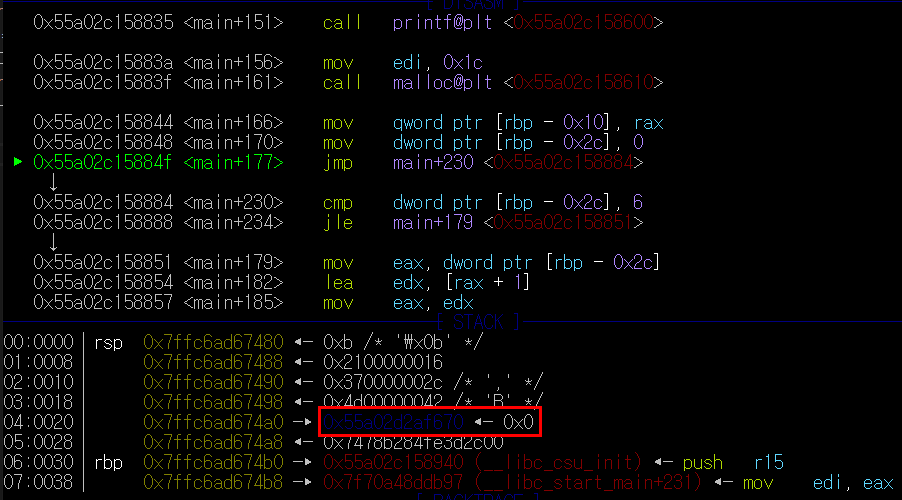 [ DISASM ]
0x55a02c158835 <main+151> call printf@plt <0x55a02c158600>
0x55a02c15883a <main+156> mov edi, 0x1c
0x55a02c15883f <main+161> call malloc@plt <0x55a02c158610>
0x55a02c158844 <main+166> mov qword ptr [rbp - 0x10], rax
0x55a02c158848 <main+170> mov dword ptr [rbp - 0x2c], 0
► 0x55a02c15884f <main+177> jmp main+230 <0x55a02c158884>
↓
0x55a02c158884 <main+230> cmp dword ptr [rbp - 0x2c], 6
0x55a02c158888 <main+234> jle main+179 <0x55a02c158851>
↓
0x55a02c158851 <main+179> mov eax, dword ptr [rbp - 0x2c]
0x55a02c158854 <main+182> lea edx, [rax + 1]
0x55a02c158857 <main+185> mov eax, edx
[ STACK ]
00:0000│ rsp 0x7ffc6ad67480 ◂— 0xb /* '₩x0b' */
01:0008│ 0x7ffc6ad67488 ◂— 0x2100000016
02:0010│ 0x7ffc6ad67490 ◂— 0x370000002c /* ',' */
03:0018│ 0x7ffc6ad67498 ◂— 0x4d00000042 /* 'B' */
04:0020│ 0x7ffc6ad674a0 —▸ 0x55a02d2af670 ◂— 0x0
05:0028│ 0x7ffc6ad674a8 ◂— 0x7478b284fe3d2c00
06:0030│ rbp 0x7ffc6ad674b0 —▸ 0x55a02c158940 (__libc_csu_init) ◂— push r15
07:0038│ 0x7ffc6ad674b8 —▸ 0x7f70a48ddb97 (__libc_start_main+231) ◂— mov edi, eax